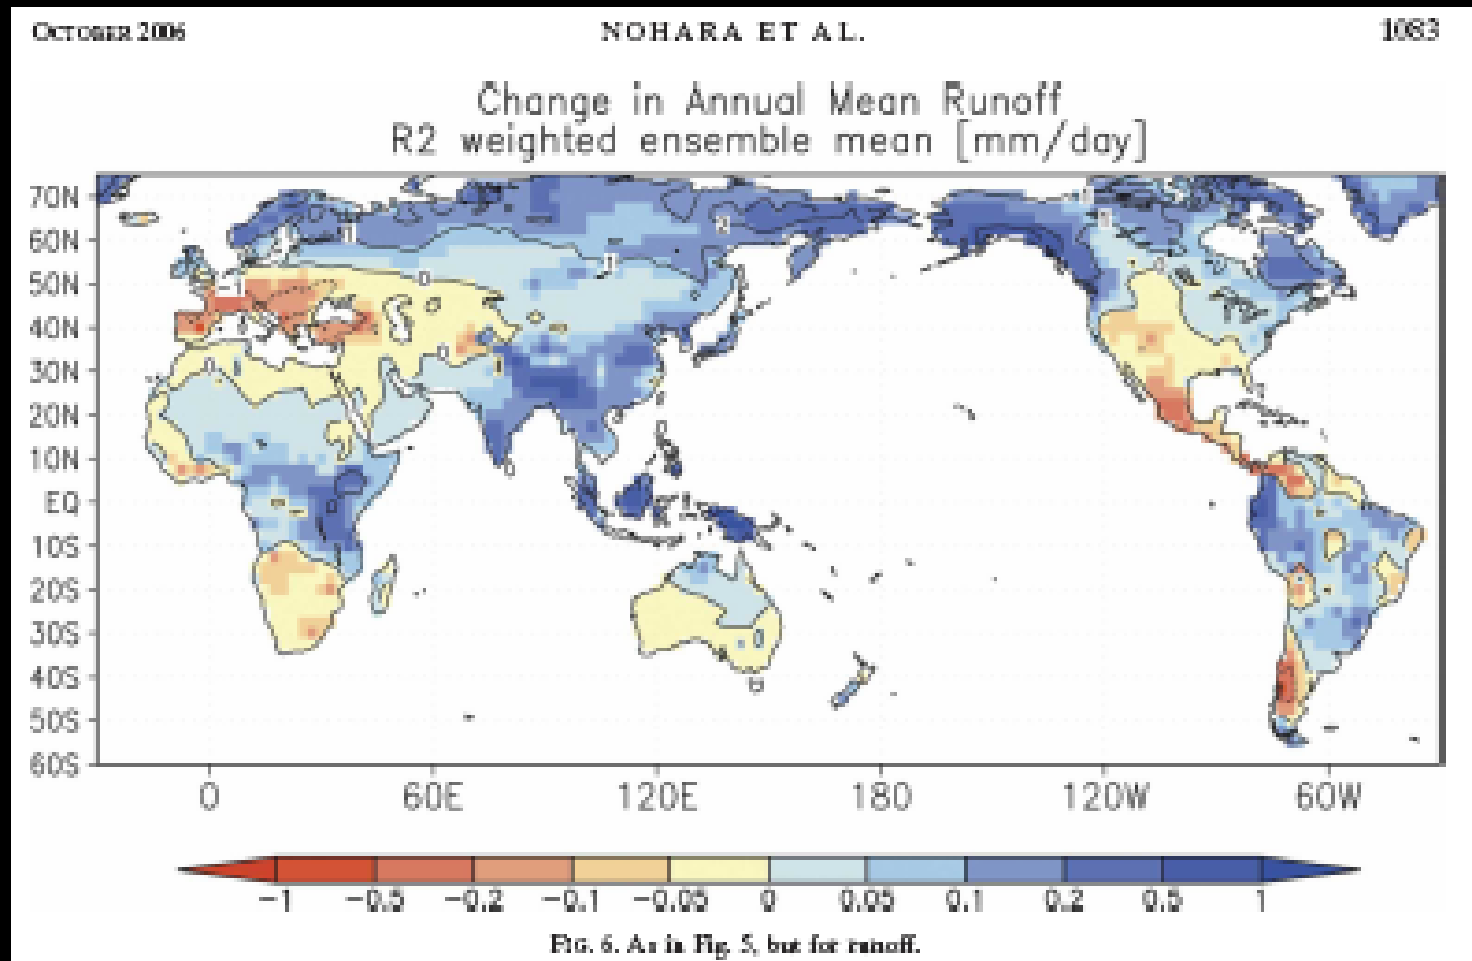 OCTOBER 2006 NOHARA ET AL. 1083
Change in Annual Mean Runoff
R2 weighted ensemble mean [mm/day]
70N
60N
50N
40N
30N
20N
10N
EQ
10S
20S
30S
40S
50S
60S
0 60E 120E 180 120W 60W
-1 -0.5 -0.2 -0.1 -0.05 0 0.05 0.1 0.2 0.5 1
FIG. 6. As in Fig. 5, but for runoff.